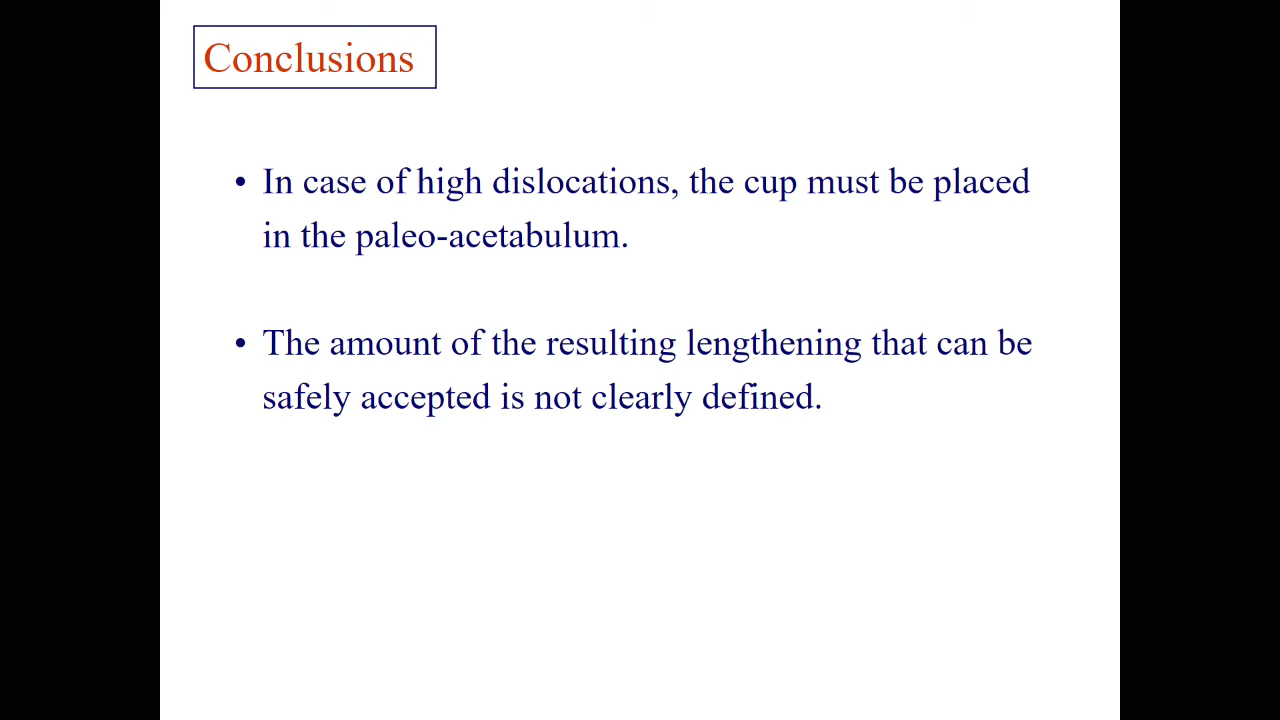 Conclusions
• In case of high dislocations, the cup must be placed
in the paleo-acetabulum.
• The amount of the resulting lengthening that can be
safely accepted is not clearly defined.